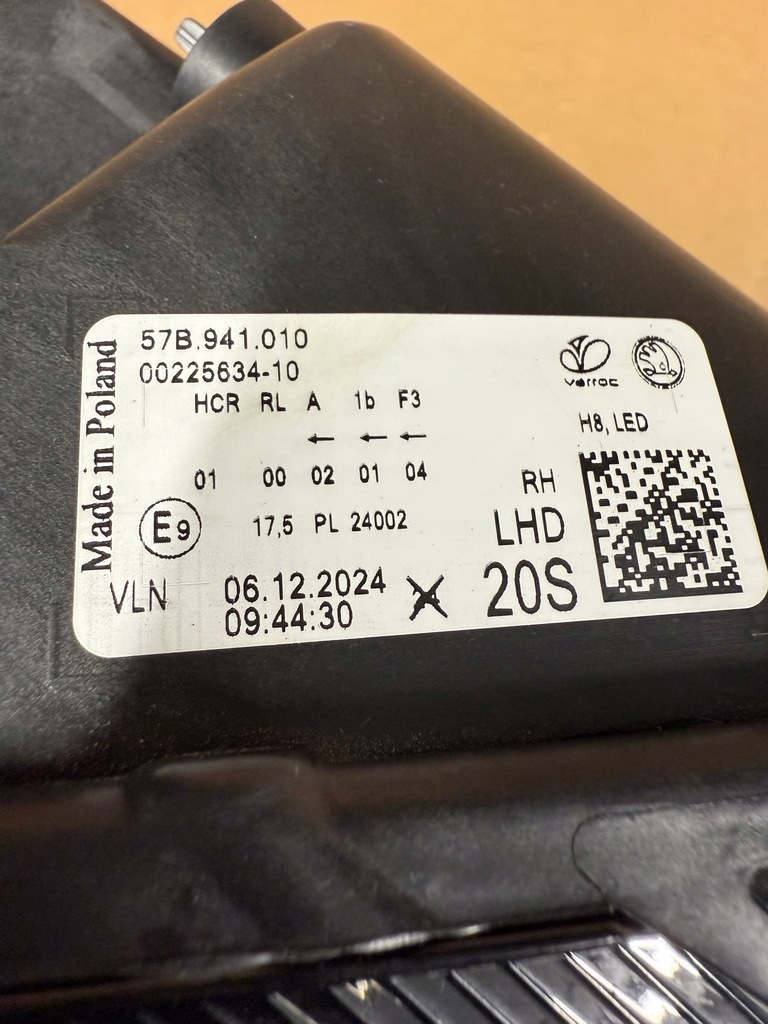 Made in Poland
57B.941.010
00225634-10
HCR RL A 1b F3
← ← ←
01 00 02 01 04
E9
17,5 PL 24002
VLN
06.12.2024
09:44:30
varroc
H8, LED
RH
LHD
20S